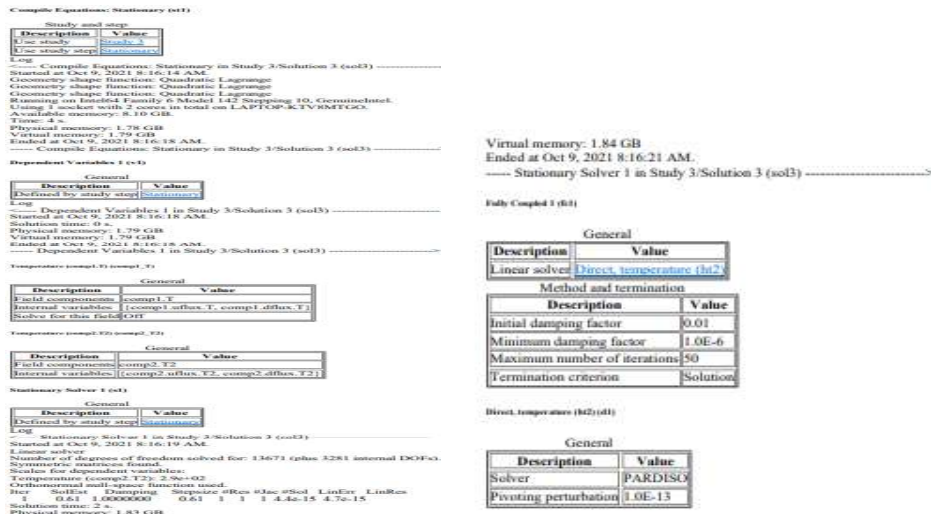 Compile Equations: Stationary (st1)
Study and step
Description Value
Use study Study 3
Use study step Stationary
Log
<---- Compile Equations: Stationary in Study 3/Solution 3 (sol3) --------------
Started at Oct 9, 2021 8:16:14 AM.
Geometry shape function: Quadratic Lagrange
Geometry shape function: Quadratic Lagrange
Geometry shape function: Quadratic Lagrange
Running on Intel64 Family 6 Model 142 Stepping 10, GenuineIntel.
Using 1 socket with 2 cores in total on LAPTOP-KTV8MTGO.
Available memory: 8.10 GB.
Time: 4 s.
Physical memory: 1.78 GB
Virtual memory: 1.79 GB
Ended at Oct 9, 2021 8:16:18 AM.
----- Compile Equations: Stationary in Study 3/Solution 3 (sol3) --------------
Dependent Variables 1 (v1)
General
Description Value
Defined by study step Stationary
Log
<---- Dependent Variables 1 in Study 3/Solution 3 (sol3) ----------------------
Started at Oct 9, 2021 8:16:18 AM.
Solution time: 0 s.
Physical memory: 1.79 GB
Virtual memory: 1.79 GB
Ended at Oct 9, 2021 8:16:18 AM.
----- Dependent Variables 1 in Study 3/Solution 3 (sol3) ---------------------->
Temperature (comp1.T) (comp1_T)
General
Description Value
Field components comp1.T
Internal variables {comp1.uflux.T, comp1.dflux.T}
Solve for this field Off
Temperature (comp2.T2) (comp2_T2)
General
Description Value
Field components comp2.T2
Internal variables {comp2.uflux.T2, comp2.dflux.T2}
Stationary Solver 1 (s1)
General
Description Value
Defined by study step Stationary
Log
<---- Stationary Solver 1 in Study 3/Solution 3 (sol3) ------------------------
Started at Oct 9, 2021 8:16:19 AM.
Linear solver
Number of degrees of freedom solved for: 13671 (plus 3281 internal DOFs).
Symmetric matrices found.
Scales for dependent variables:
Temperature (comp2.T2): 2.9e+02
Orthonormal null-space function used.
Iter SolEst Damping Stepsize #Res #Jac #Sol LinErr LinRes
1 0.61 1.0000000 0.61 1 1 1 4.4e-15 4.7e-15
Solution time: 2 s.
Physical memory: 1.83 GB
Virtual memory: 1.84 GB
Ended at Oct 9, 2021 8:16:21 AM.
----- Stationary Solver 1 in Study 3/Solution 3 (sol3) ------------------------>
Fully Coupled 1 (fc1)
General
Description Value
Linear solver Direct, temperature (ht2)
Method and termination
Description Value
Initial damping factor 0.01
Minimum damping factor 1.0E-6
Maximum number of iterations 50
Termination criterion Solution
Direct, temperature (ht2) (d1)
General
Description Value
Solver PARDISO
Pivoting perturbation 1.0E-13